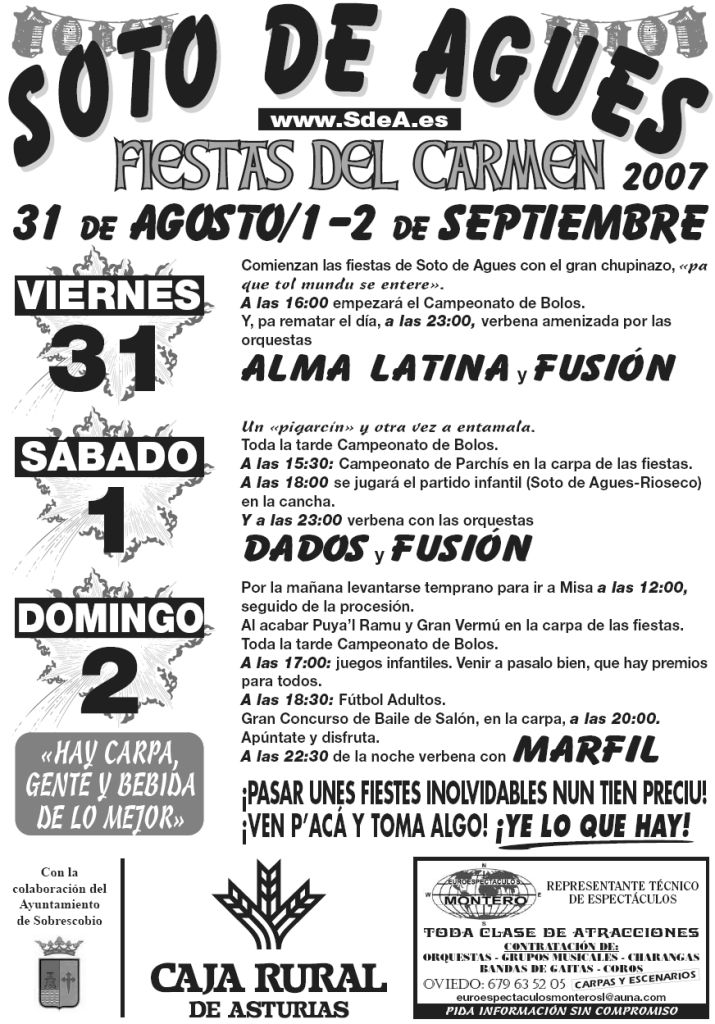 SOTO DE AGUES
www.SdeA.es
FIESTAS DEL CARMEN 2007
31 DE AGOSTO/1-2 DE SEPTIEMBRE
VIERNES
31
Comienzan las fiestas de Soto de Agues con el gran chupinazo, «pa
que tol mundu se entere».
A las 16:00 empezará el Campeonato de Bolos.
Y, pa rematar el día, a las 23:00, verbena amenizada por las
orquestas
ALMA LATINA y FUSIÓN
SÁBADO
1
Un «pigarcín» y otra vez a entamala.
Toda la tarde Campeonato de Bolos.
A las 15:30: Campeonato de Parchís en la carpa de las fiestas.
A las 18:00 se jugará el partido infantil (Soto de Agues-Rioseco)
en la cancha.
Y a las 23:00 verbena con las orquestas
DADOS y FUSIÓN
DOMINGO
2
Por la mañana levantarse temprano para ir a Misa a las 12:00,
seguido de la procesión.
Al acabar Puya'l Ramu y Gran Vermú en la carpa de las fiestas.
Toda la tarde Campeonato de Bolos.
A las 17:00: juegos infantiles. Venir a pasalo bien, que hay premios
para todos.
A las 18:30: Fútbol Adultos.
Gran Concurso de Baile de Salón, en la carpa, a las 20:00.
Apúntate y disfruta.
A las 22:30 de la noche verbena con MARFIL
«HAY CARPA,
GENTE Y BEBIDA
DE LO MEJOR»
¡PASAR UNES FIESTES INOLVIDABLES NUN TIEN PRECIU!
¡VEN P'ACÁ Y TOMA ALGO! ¡YE LO QUE HAY!
Con la
colaboración del
Ayuntamiento
de Sobrescobio
CAJA RURAL
DE ASTURIAS
N
EUROESPECTACULOS
W E
MONTERO
S
REPRESENTANTE TÉCNICO
DE ESPECTÁCULOS
TODA CLASE DE ATRACCIONES
CONTRATACIÓN DE:
ORQUESTAS - GRUPOS MUSICALES - CHARANGAS
BANDAS DE GAITAS - COROS
OVIEDO: 679 63 52 05 CARPAS Y ESCENARIOS
euroespectaculosmonterosl@auna.com
PIDA INFORMACIÓN SIN COMPROMISO